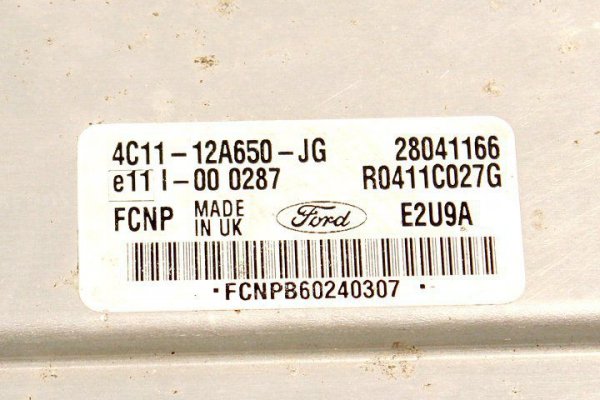 4C11-12A650-JG 28041166
e11 I-00 0287 R0411C027G
FCNP MADE IN UK Ford E2U9A
·FCNPB60240307·